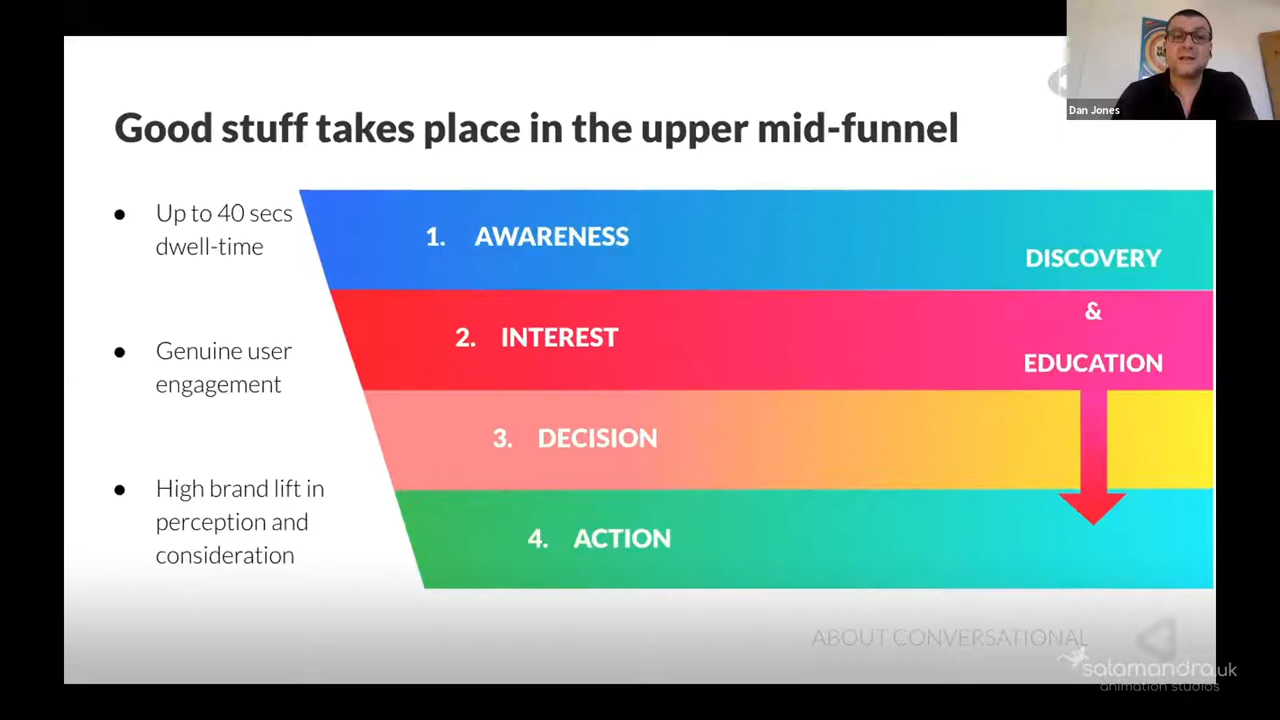 Dan Jones
Good stuff takes place in the upper mid-funnel
● Up to 40 secs
dwell-time
● Genuine user
engagement
● High brand lift in
perception and
consideration
1. AWARENESS
2. INTEREST
3. DECISION
4. ACTION
DISCOVERY
&
EDUCATION
ABOUT CONVERSATIONAL
salamandra.uk
animation studios